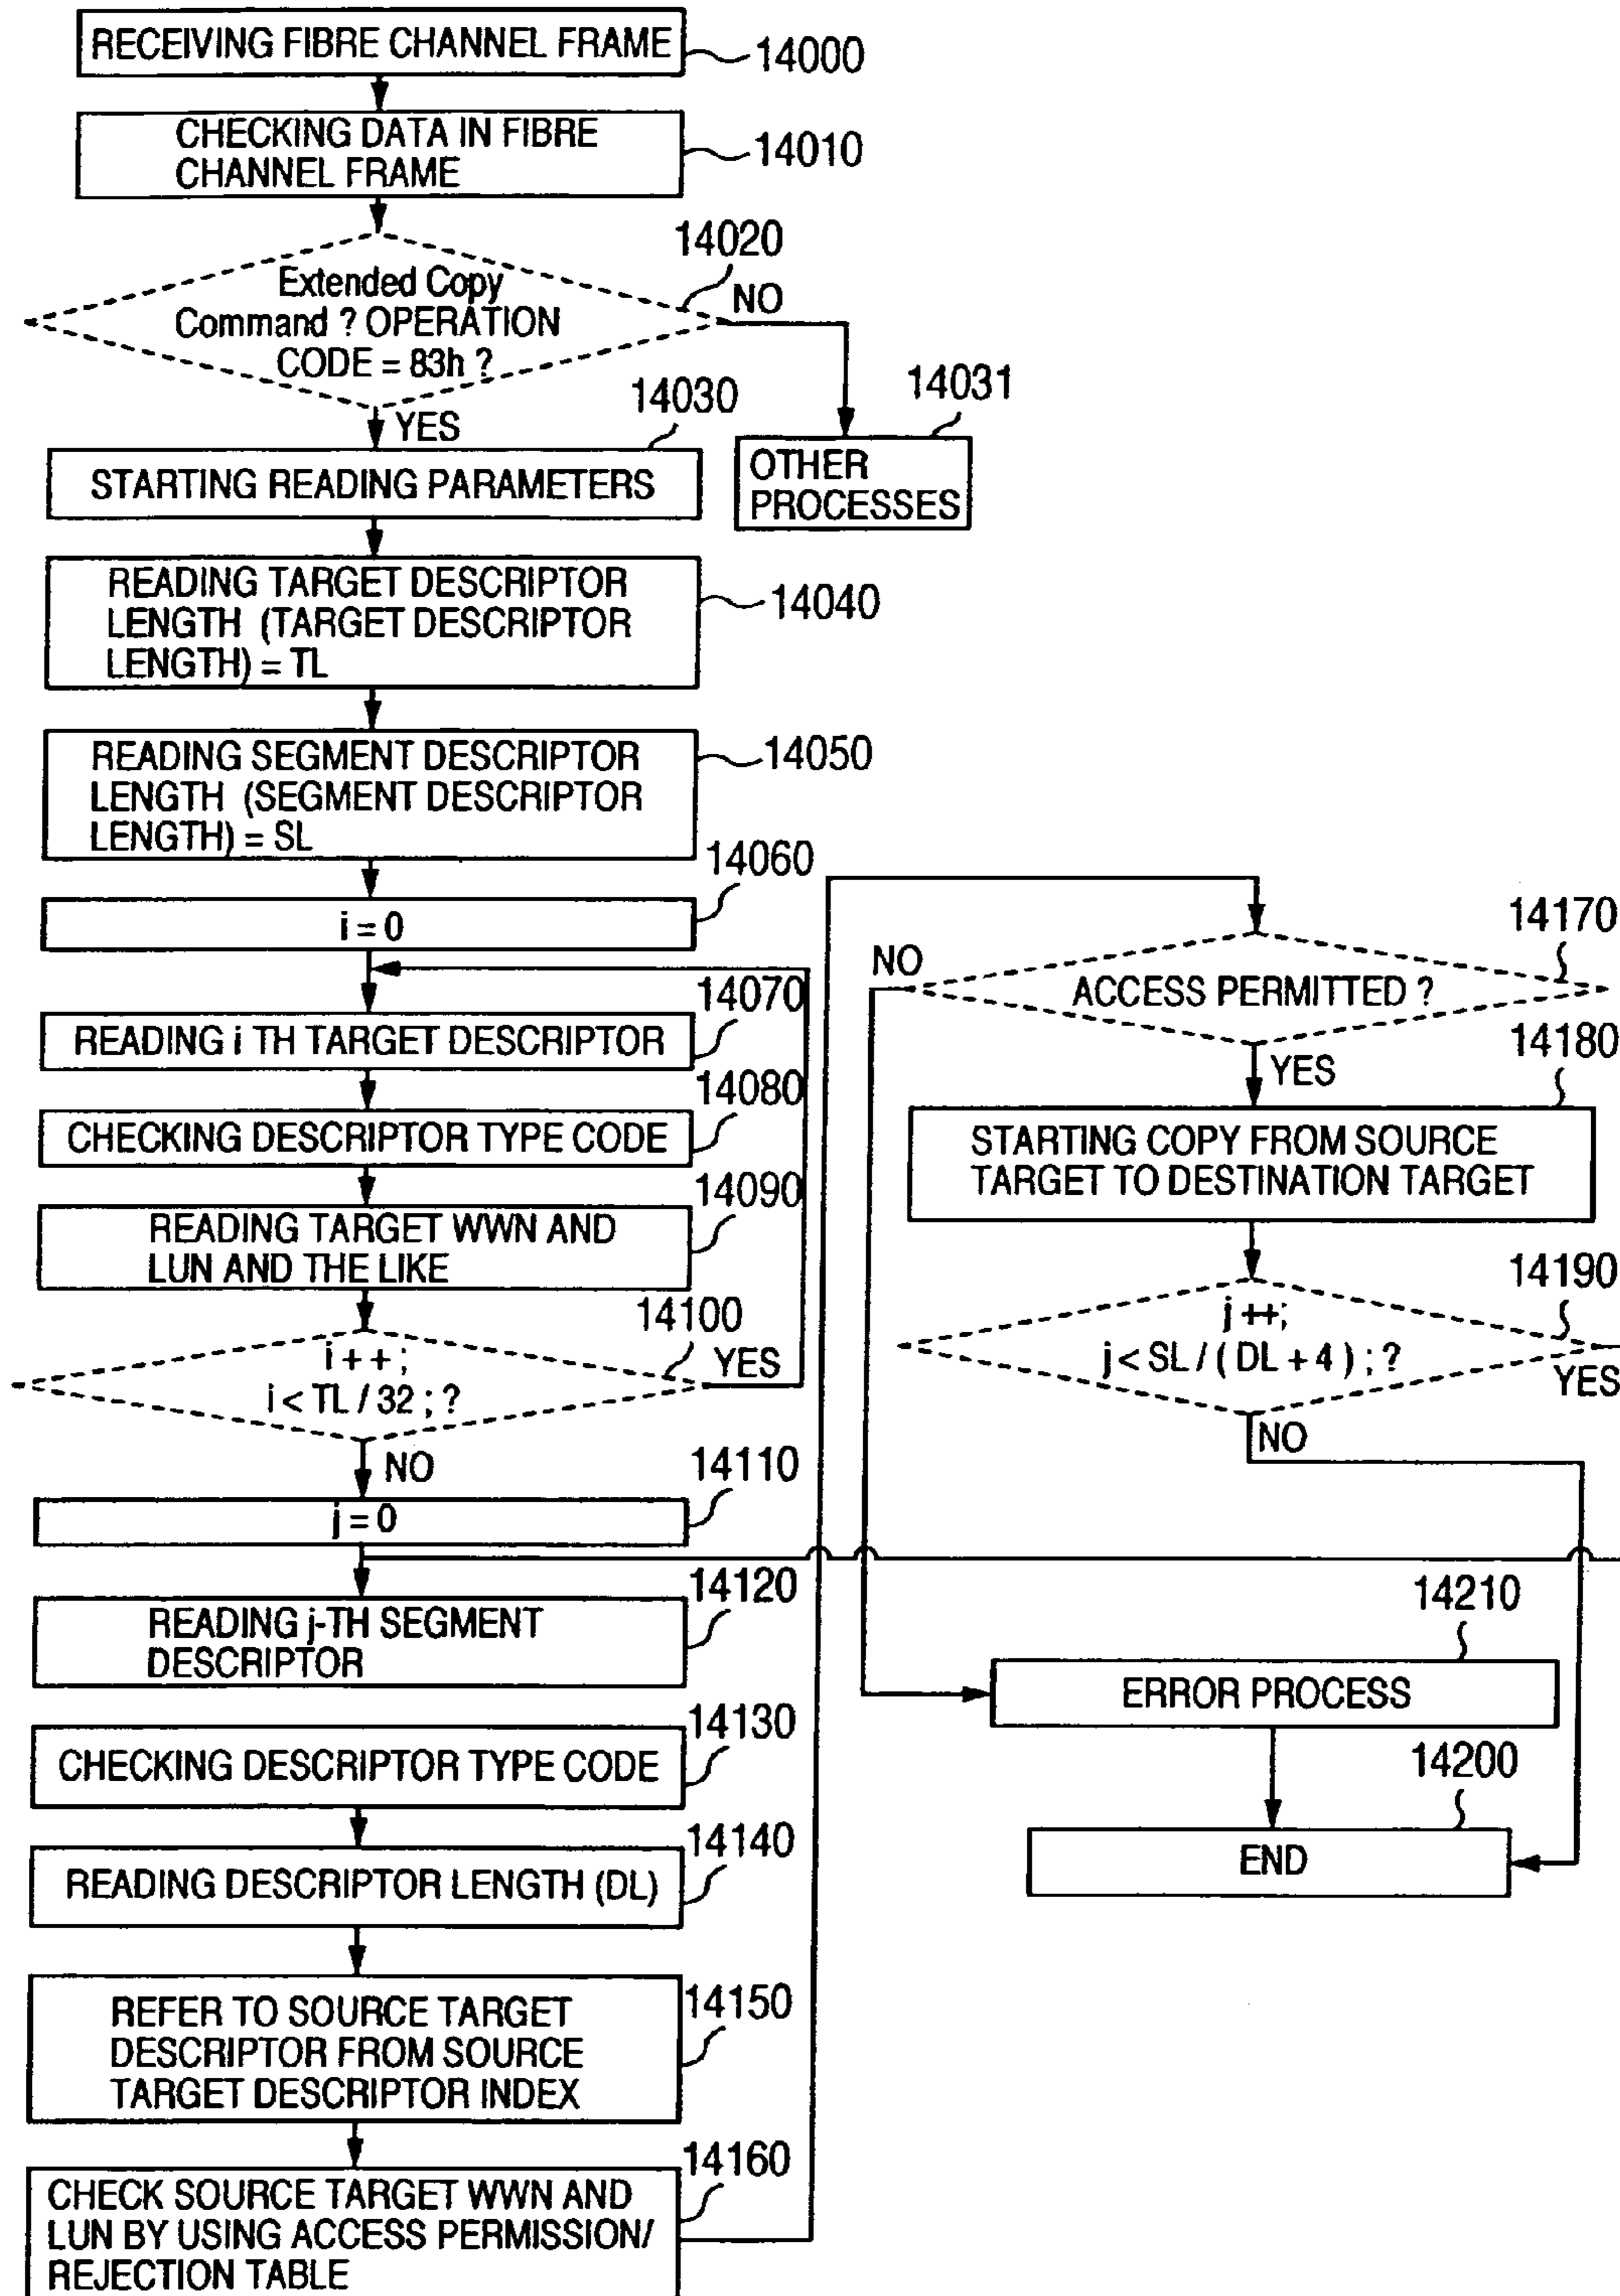 RECEIVING FIBRE CHANNEL FRAME
14000
CHECKING DATA IN FIBRE
CHANNEL FRAME
14010
14020
Extended Copy
Command ? OPERATION
CODE = 83h ?
NO
YES
14030
STARTING READING PARAMETERS
14031
OTHER
PROCESSES
READING TARGET DESCRIPTOR
LENGTH (TARGET DESCRIPTOR
LENGTH) = TL
14040
READING SEGMENT DESCRIPTOR
LENGTH (SEGMENT DESCRIPTOR
LENGTH) = SL
14050
14060
i = 0
14070
READING i TH TARGET DESCRIPTOR
14080
CHECKING DESCRIPTOR TYPE CODE
14090
READING TARGET WWN AND
LUN AND THE LIKE
14100
i + + ;
i < TL / 32 ; ?
YES
NO
14110
j = 0
14120
READING j-TH SEGMENT
DESCRIPTOR
14130
CHECKING DESCRIPTOR TYPE CODE
14140
READING DESCRIPTOR LENGTH (DL)
14150
REFER TO SOURCE TARGET
DESCRIPTOR FROM SOURCE
TARGET DESCRIPTOR INDEX
14160
CHECK SOURCE TARGET WWN AND
LUN BY USING ACCESS PERMISSION/
REJECTION TABLE
14170
NO
ACCESS PERMITTED ?
YES
14180
STARTING COPY FROM SOURCE
TARGET TO DESTINATION TARGET
14190
j ++;
j < SL / ( DL + 4 ) ; ?
YES
NO
14210
ERROR PROCESS
14200
END